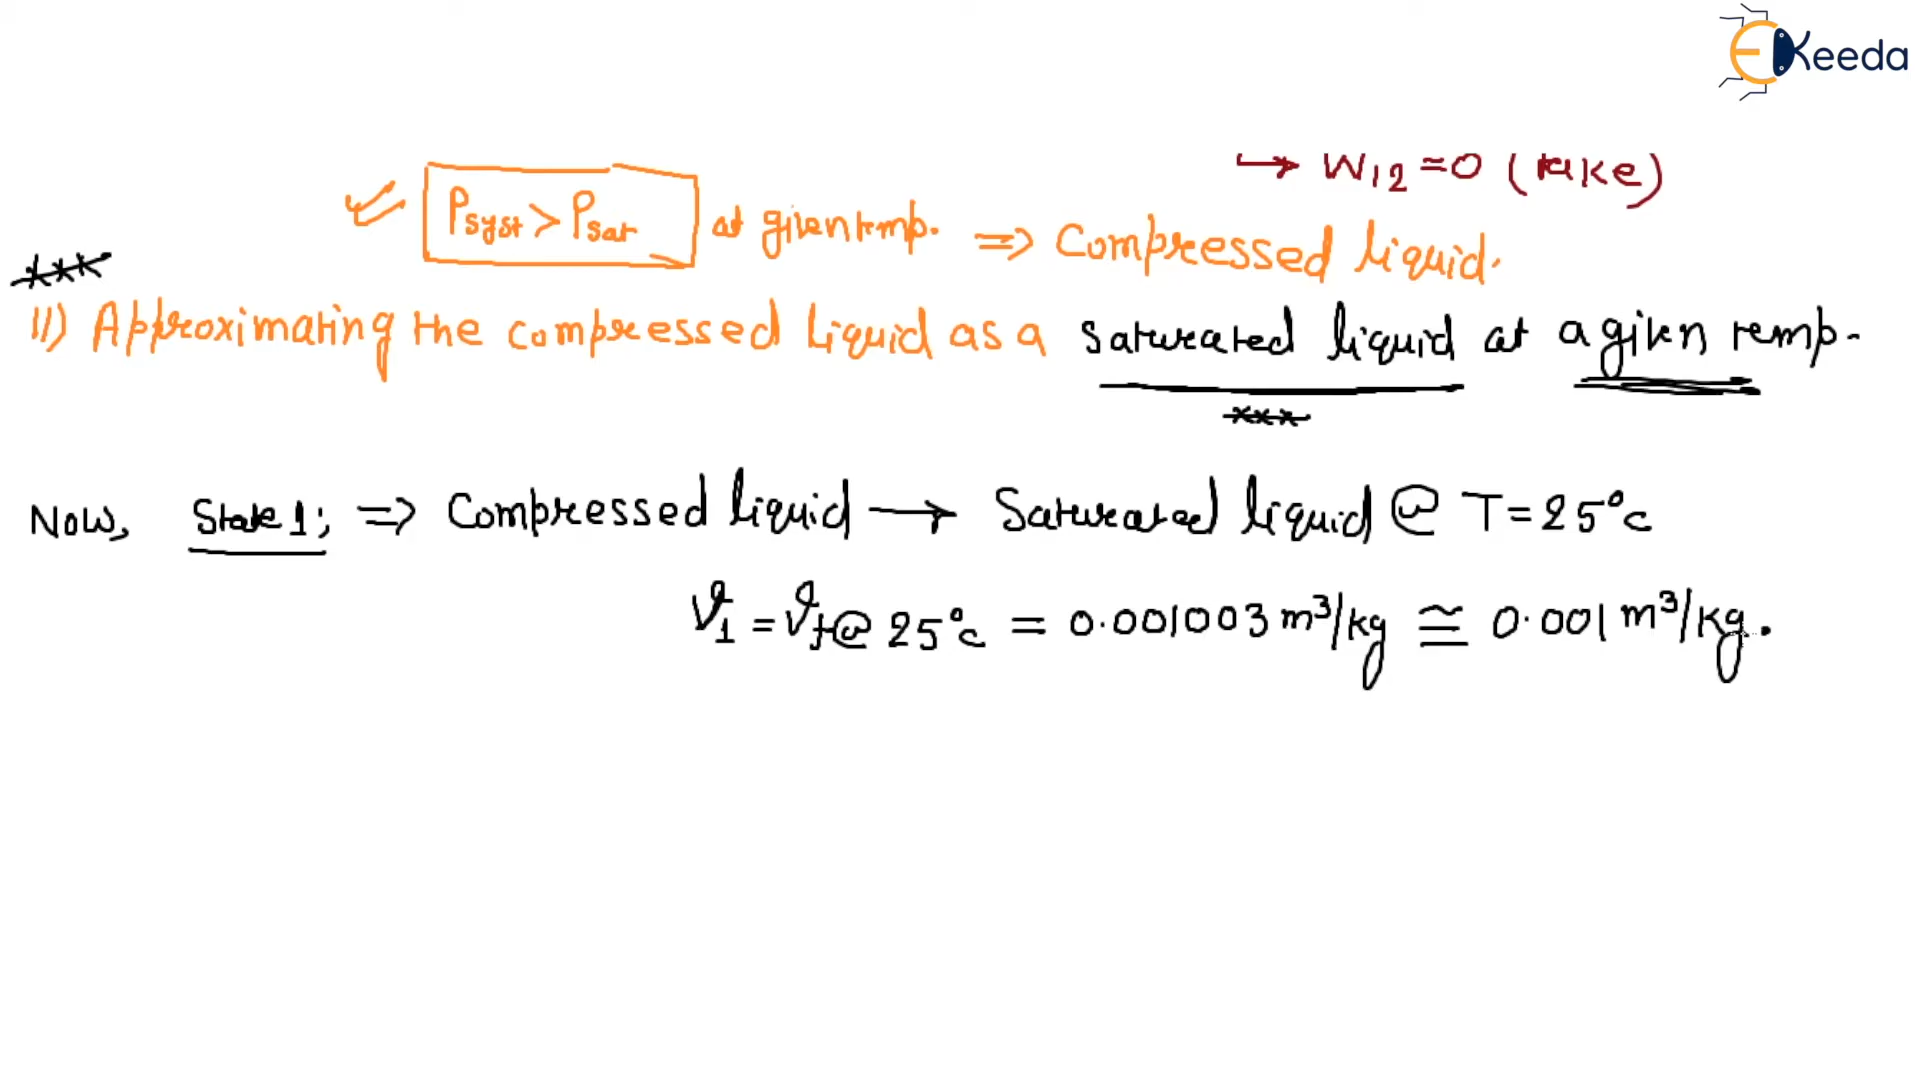 EKeeda
↳ W12 = 0 (take)
Psyst > Psat at given temp. ⇒ Compressed liquid.
***
II) Approximating the compressed liquid as a saturated liquid at a given temp.
***
Now, State 1; ⇒ Compressed liquid → Saturated liquid @ T = 25°c
v1 = vf @ 25°c = 0.001003 m³/kg ≅ 0.001 m³/kg.